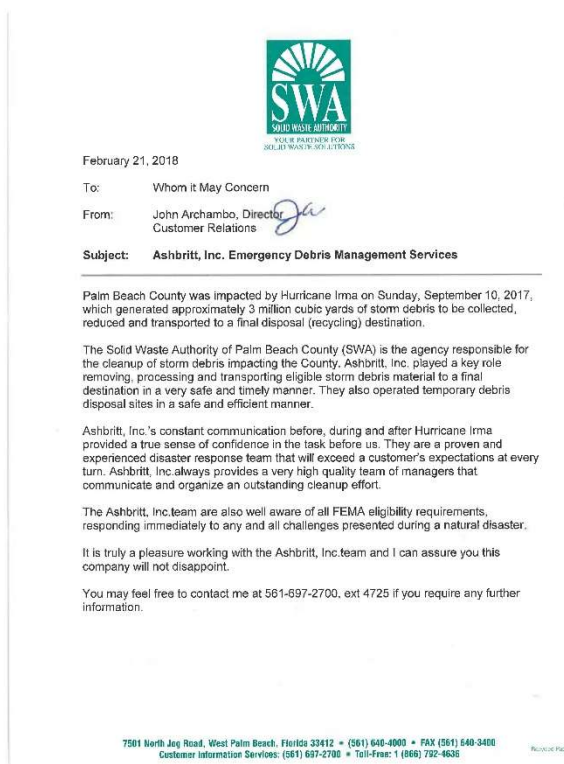 SWA
SOLID WASTE AUTHORITY
YOUR PARTNER FOR
SOLID WASTE SOLUTIONS
February 21, 2018
To: Whom it May Concern
From: John Archambo, Director
Customer Relations
Subject: Ashbritt, Inc. Emergency Debris Management Services
Palm Beach County was impacted by Hurricane Irma on Sunday, September 10, 2017,
which generated approximately 3 million cubic yards of storm debris to be collected,
reduced and transported to a final disposal (recycling) destination.
The Solid Waste Authority of Palm Beach County (SWA) is the agency responsible for
the cleanup of storm debris impacting the County. Ashbritt, Inc. played a key role
removing, processing and transporting eligible storm debris material to a final
destination in a very safe and timely manner. They also operated temporary debris
disposal sites in a safe and efficient manner.
Ashbritt, Inc.'s constant communication before, during and after Hurricane Irma
provided a true sense of confidence in the task before us. They are a proven and
experienced disaster response team that will exceed a customer's expectations at every
turn. Ashbritt, Inc.always provides a very high quality team of managers that
communicate and organize an outstanding cleanup effort.
The Ashbritt, Inc.team are also well aware of all FEMA eligibility requirements,
responding immediately to any and all challenges presented during a natural disaster.
It is truly a pleasure working with the Ashbritt, Inc.team and I can assure you this
company will not disappoint.
You may feel free to contact me at 561-697-2700, ext 4725 if you require any further
information.
7501 North Jog Road, West Palm Beach, Florida 33412 • (561) 640-4000 • FAX (561) 640-3400
Customer Information Services: (561) 697-2700 • Toll-Free: 1 (866) 792-4636